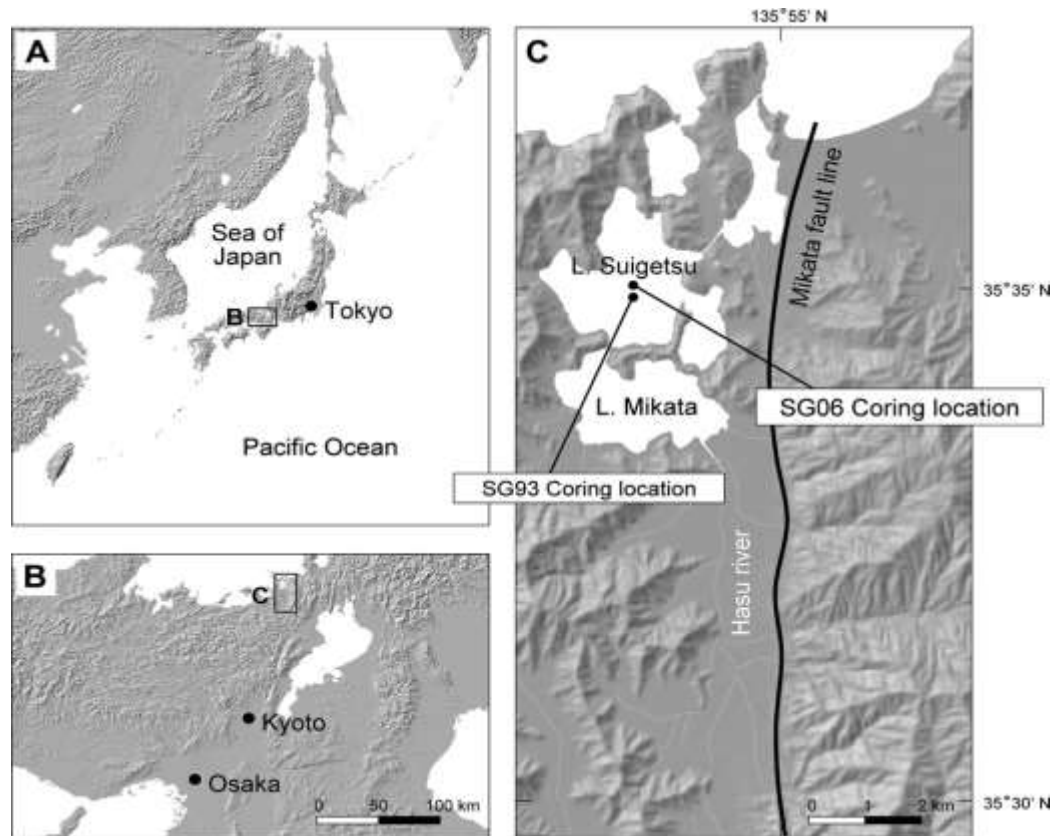 A
Sea of
Japan
B
Tokyo
Pacific Ocean
B
C
Kyoto
Osaka
0 50 100 km
135°55' N
C
Mikata fault line
L. Suigetsu
35°35' N
L. Mikata
SG06 Coring location
SG93 Coring location
Hasu river
0 1 2 km
35°30' N